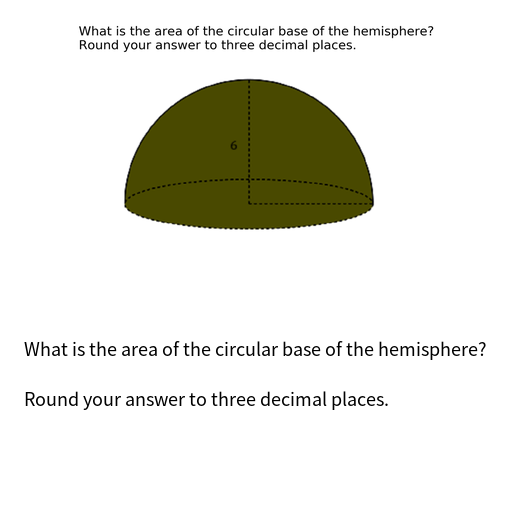 What is the area of the circular base of the hemisphere?
Round your answer to three decimal places.
6
What is the area of the circular base of the hemisphere?
Round your answer to three decimal places.